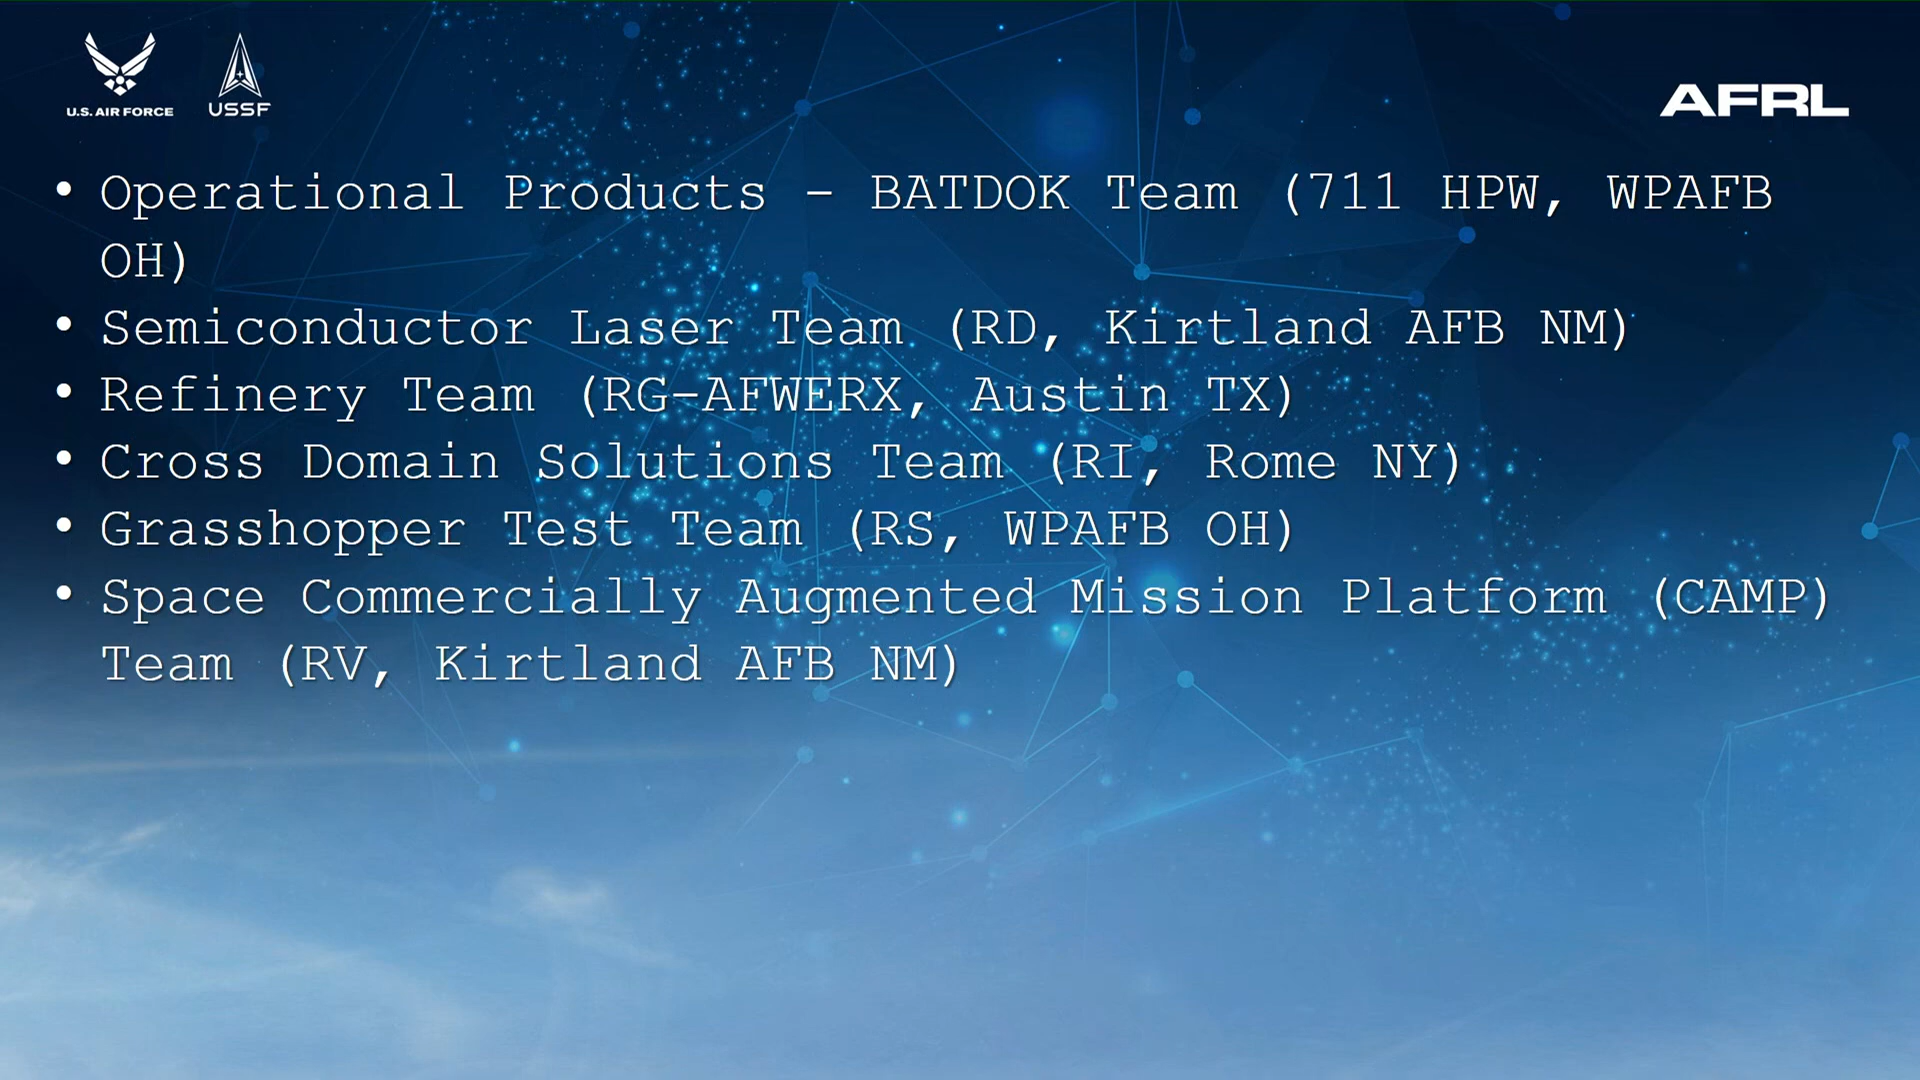 U.S. AIR FORCE
USSF
AFRL
• Operational Products – BATDOK Team (711 HPW, WPAFB
OH)
• Semiconductor Laser Team (RD, Kirtland AFB NM)
• Refinery Team (RG-AFWERX, Austin TX)
• Cross Domain Solutions Team (RI, Rome NY)
• Grasshopper Test Team (RS, WPAFB OH)
• Space Commercially Augmented Mission Platform (CAMP)
Team (RV, Kirtland AFB NM)